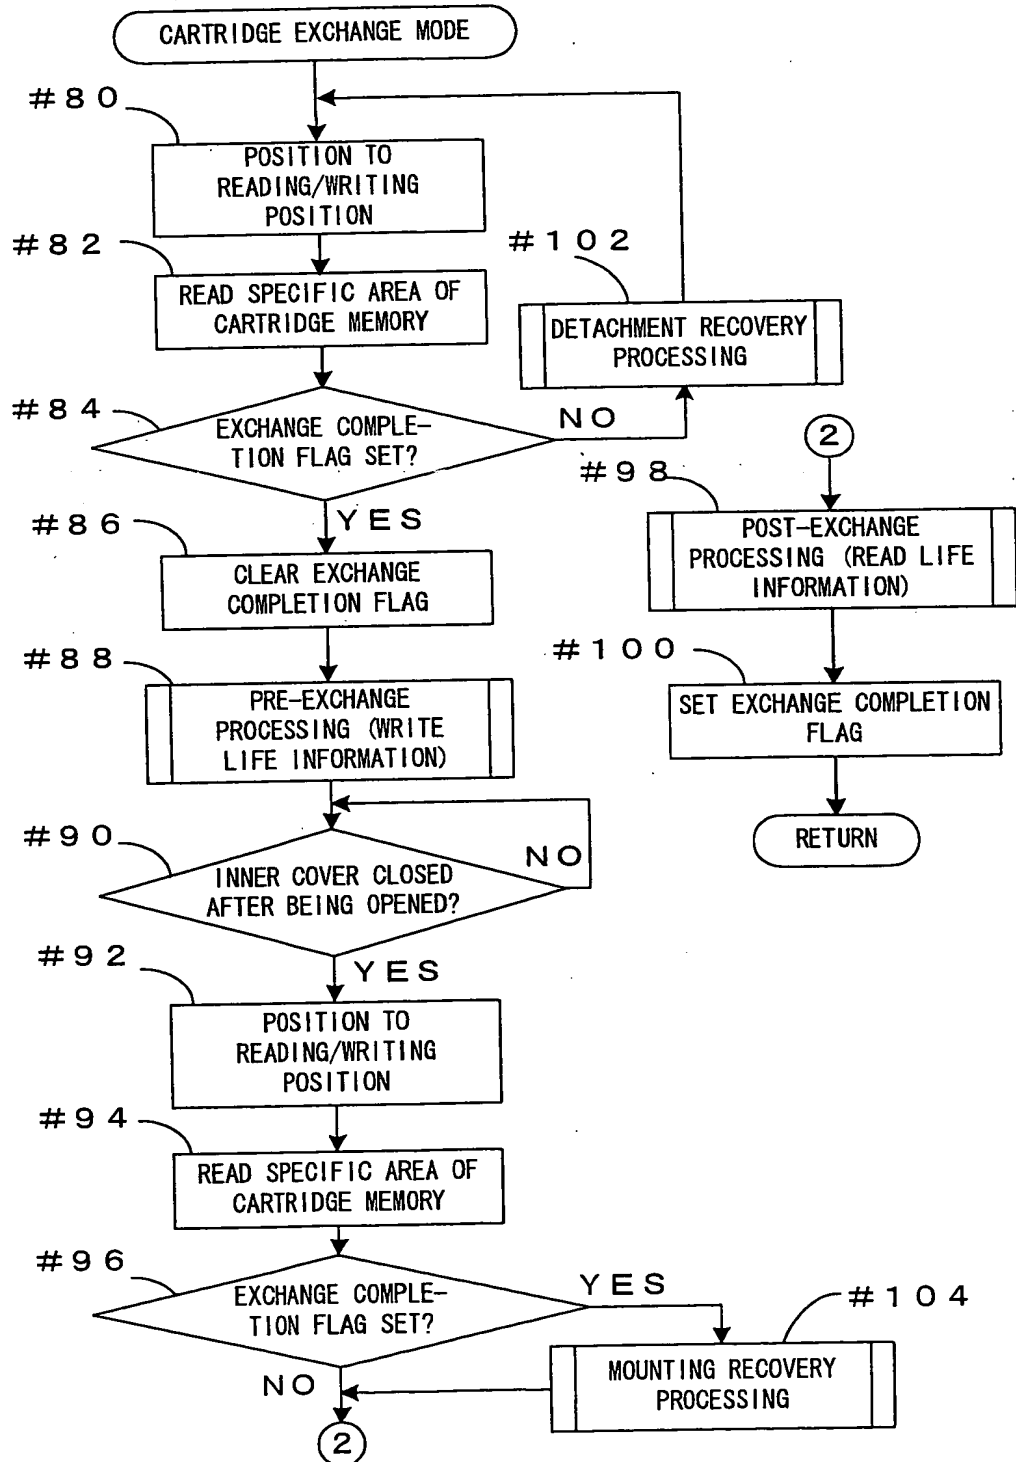 CARTRIDGE EXCHANGE MODE
#80
POSITION TO
READING/WRITING
POSITION
#82
READ SPECIFIC AREA OF
CARTRIDGE MEMORY
#102
DETACHMENT RECOVERY
PROCESSING
#84
EXCHANGE COMPLE-
TION FLAG SET?
NO
YES
#86
CLEAR EXCHANGE
COMPLETION FLAG
#88
PRE-EXCHANGE
PROCESSING (WRITE
LIFE INFORMATION)
#90
INNER COVER CLOSED
AFTER BEING OPENED?
NO
YES
#92
POSITION TO
READING/WRITING
POSITION
#94
READ SPECIFIC AREA OF
CARTRIDGE MEMORY
#96
EXCHANGE COMPLE-
TION FLAG SET?
YES
#104
MOUNTING RECOVERY
PROCESSING
NO
2
2
#98
POST-EXCHANGE
PROCESSING (READ LIFE
INFORMATION)
#100
SET EXCHANGE COMPLETION
FLAG
RETURN